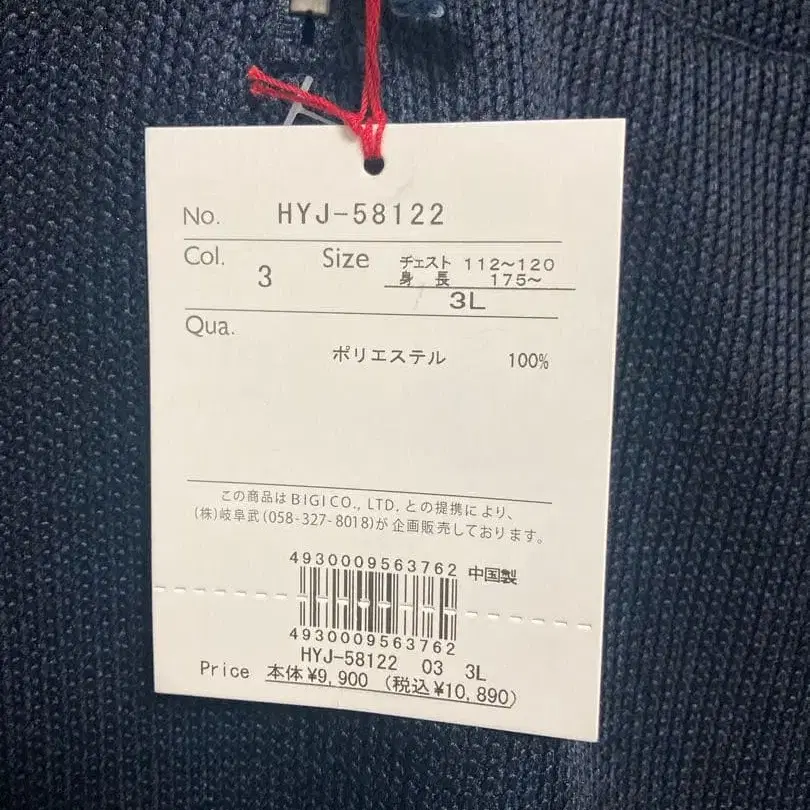 No. HYJ-58122
Col. 3 Size チェスト 112~120
身 長 175~
3L
Qua.
ポリエステル 100%
この商品はBIGI CO., LTD. との提携により、
(株)岐阜武(058-327-8018)が企画販売しております。
4930009563762 中国製
4930009563762
HYJ-58122 03 3L
Price 本体¥9,900 (税込¥10,890)